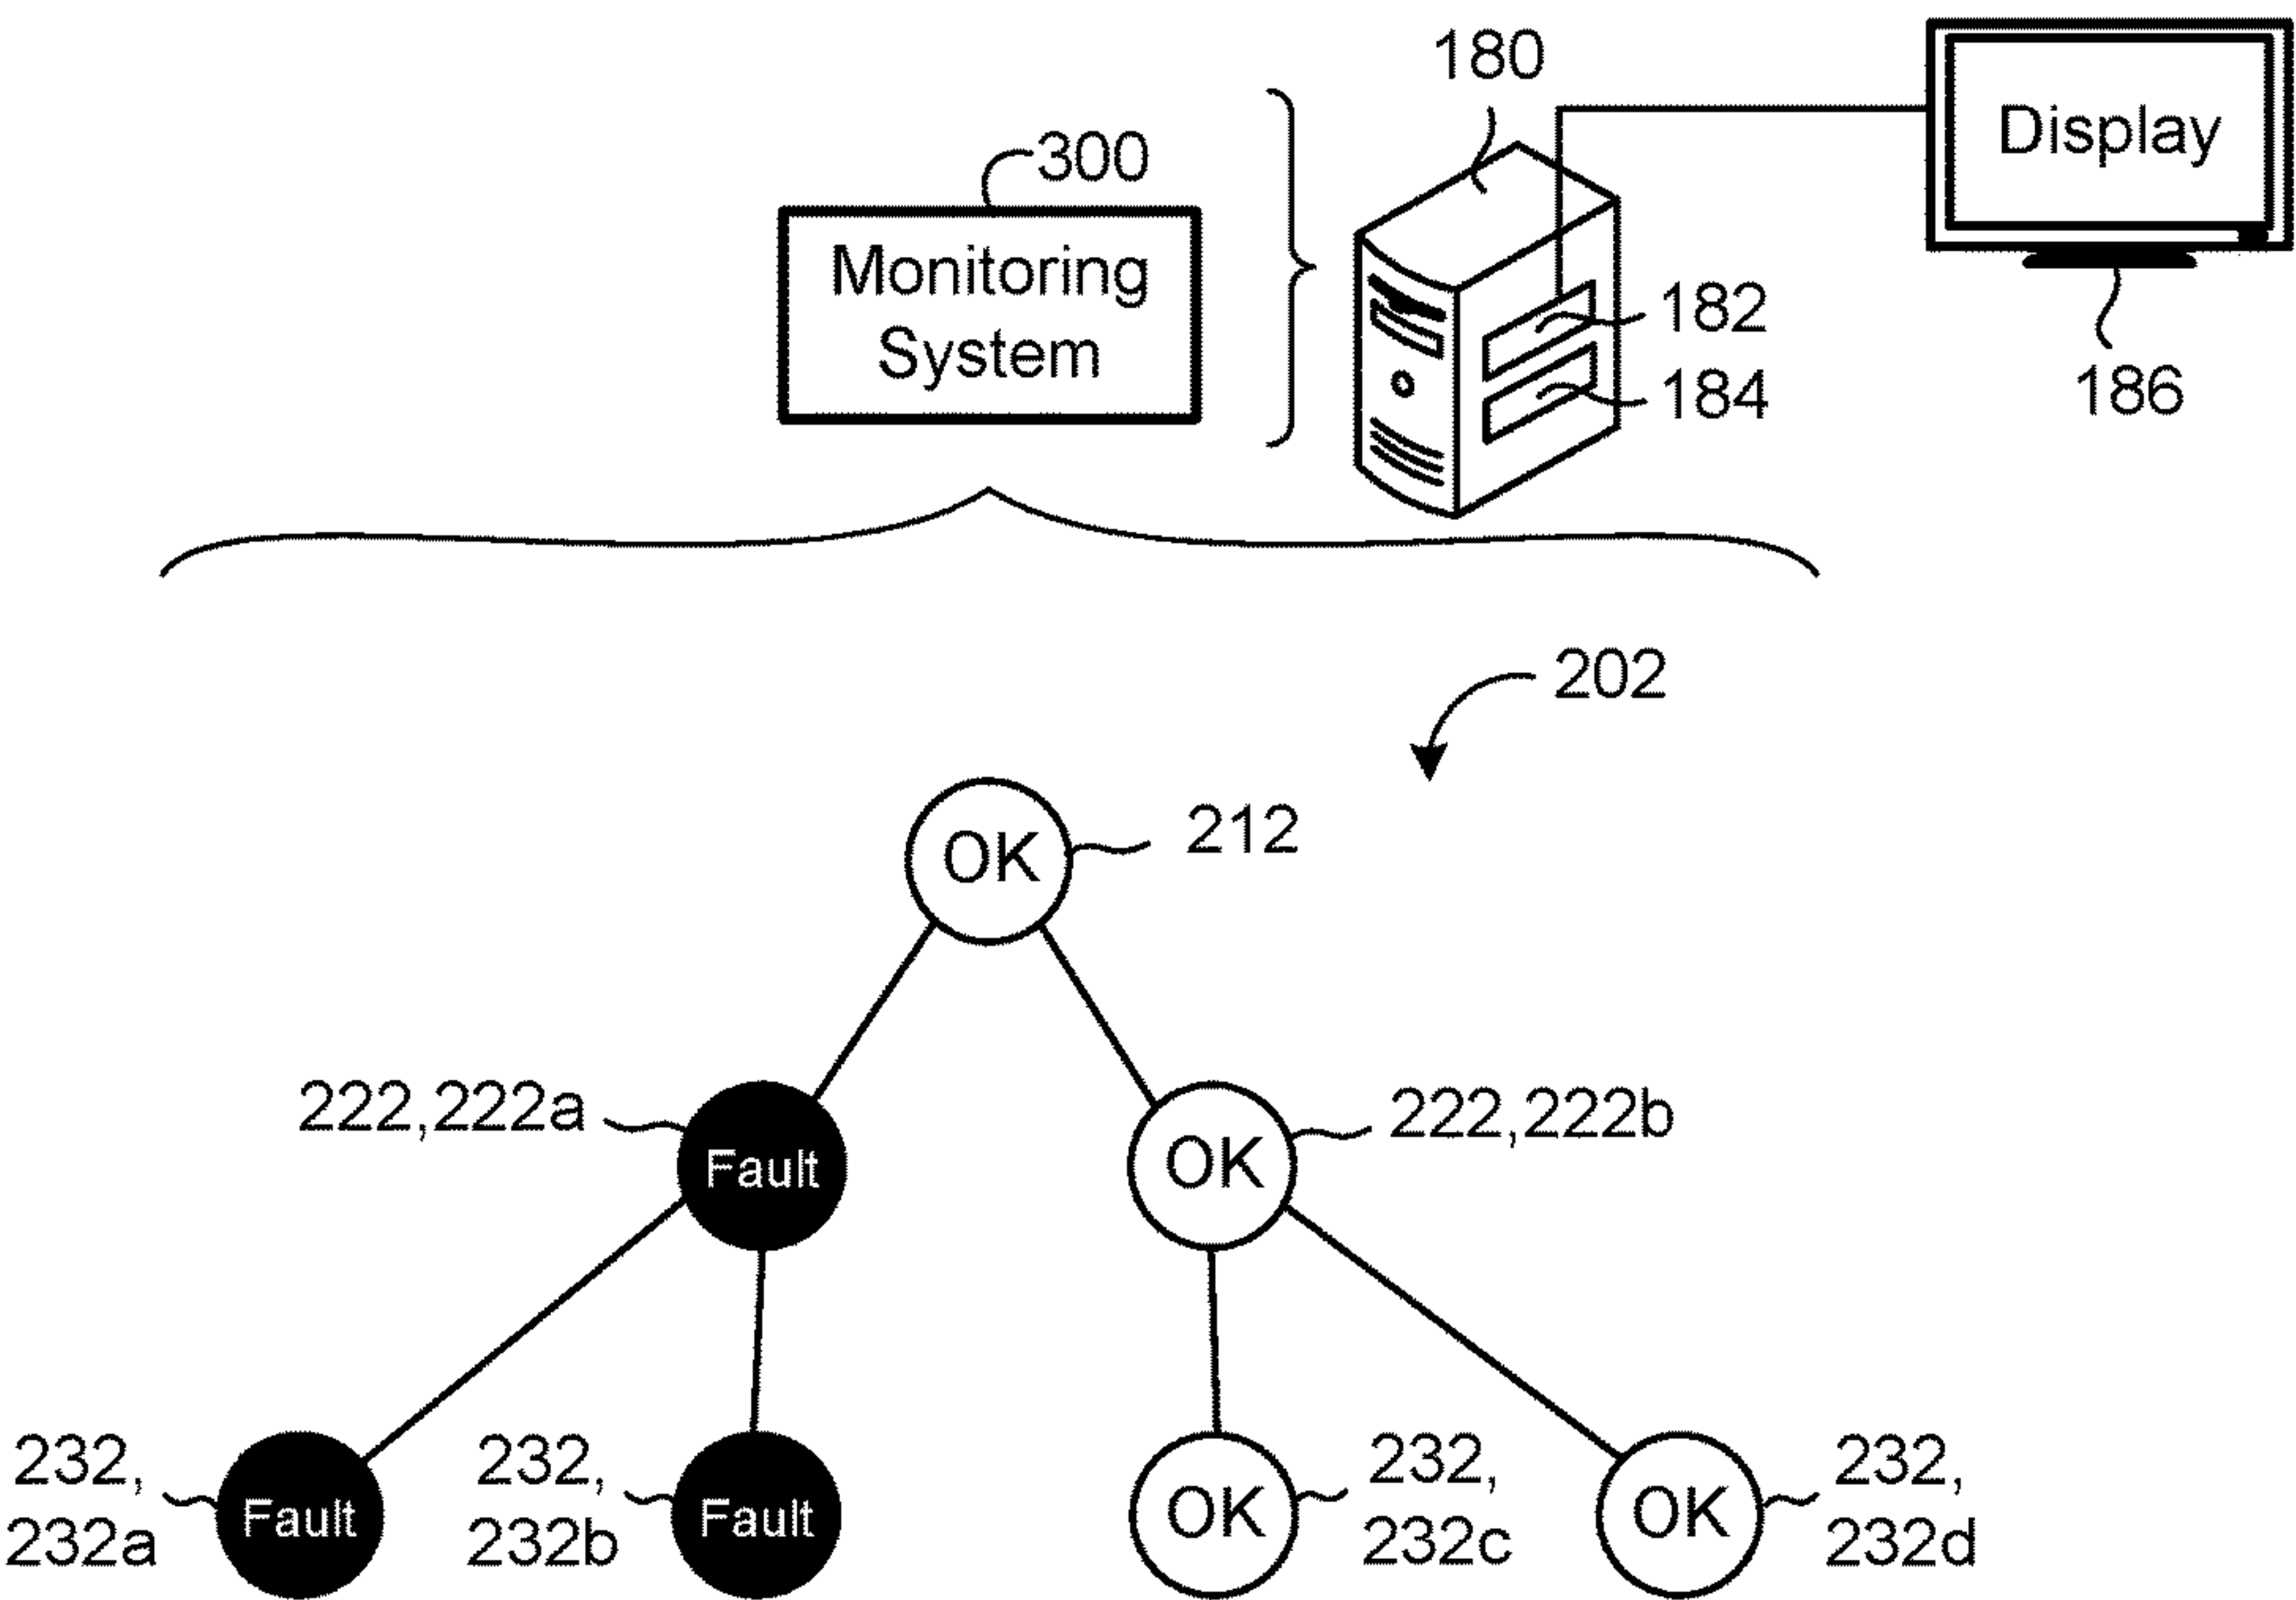 180
Display
300
Monitoring
System
182
184
186
202
OK
212
222,222a
Fault
OK
222,222b
232,
232a
Fault
232,
232b
Fault
OK
232,
232c
OK
232,
232d